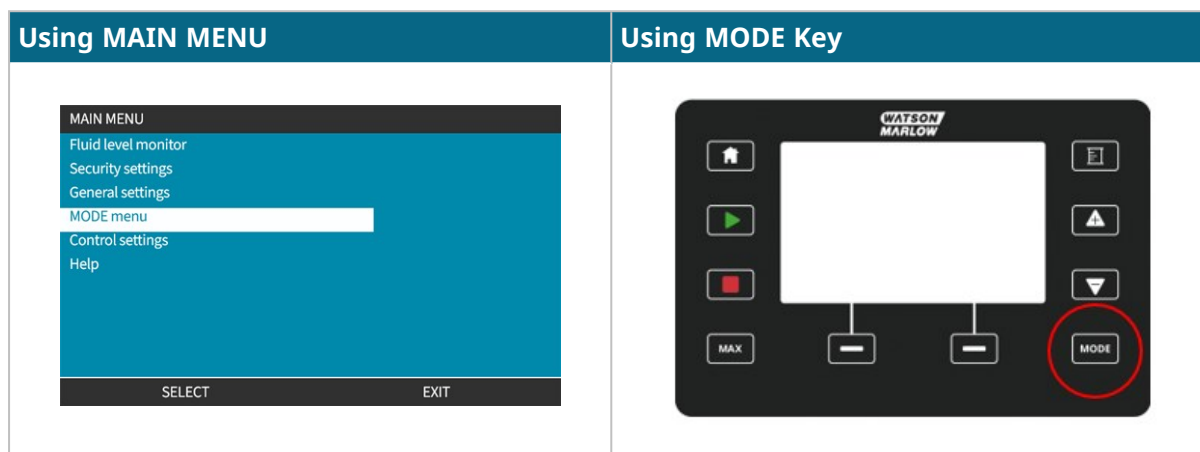 Using MAIN MENU
Using MODE Key
MAIN MENU
Fluid level monitor
Security settings
General settings
MODE menu
Control settings
Help
SELECT
EXIT
WATSON
MARLOW
MAX
MODE